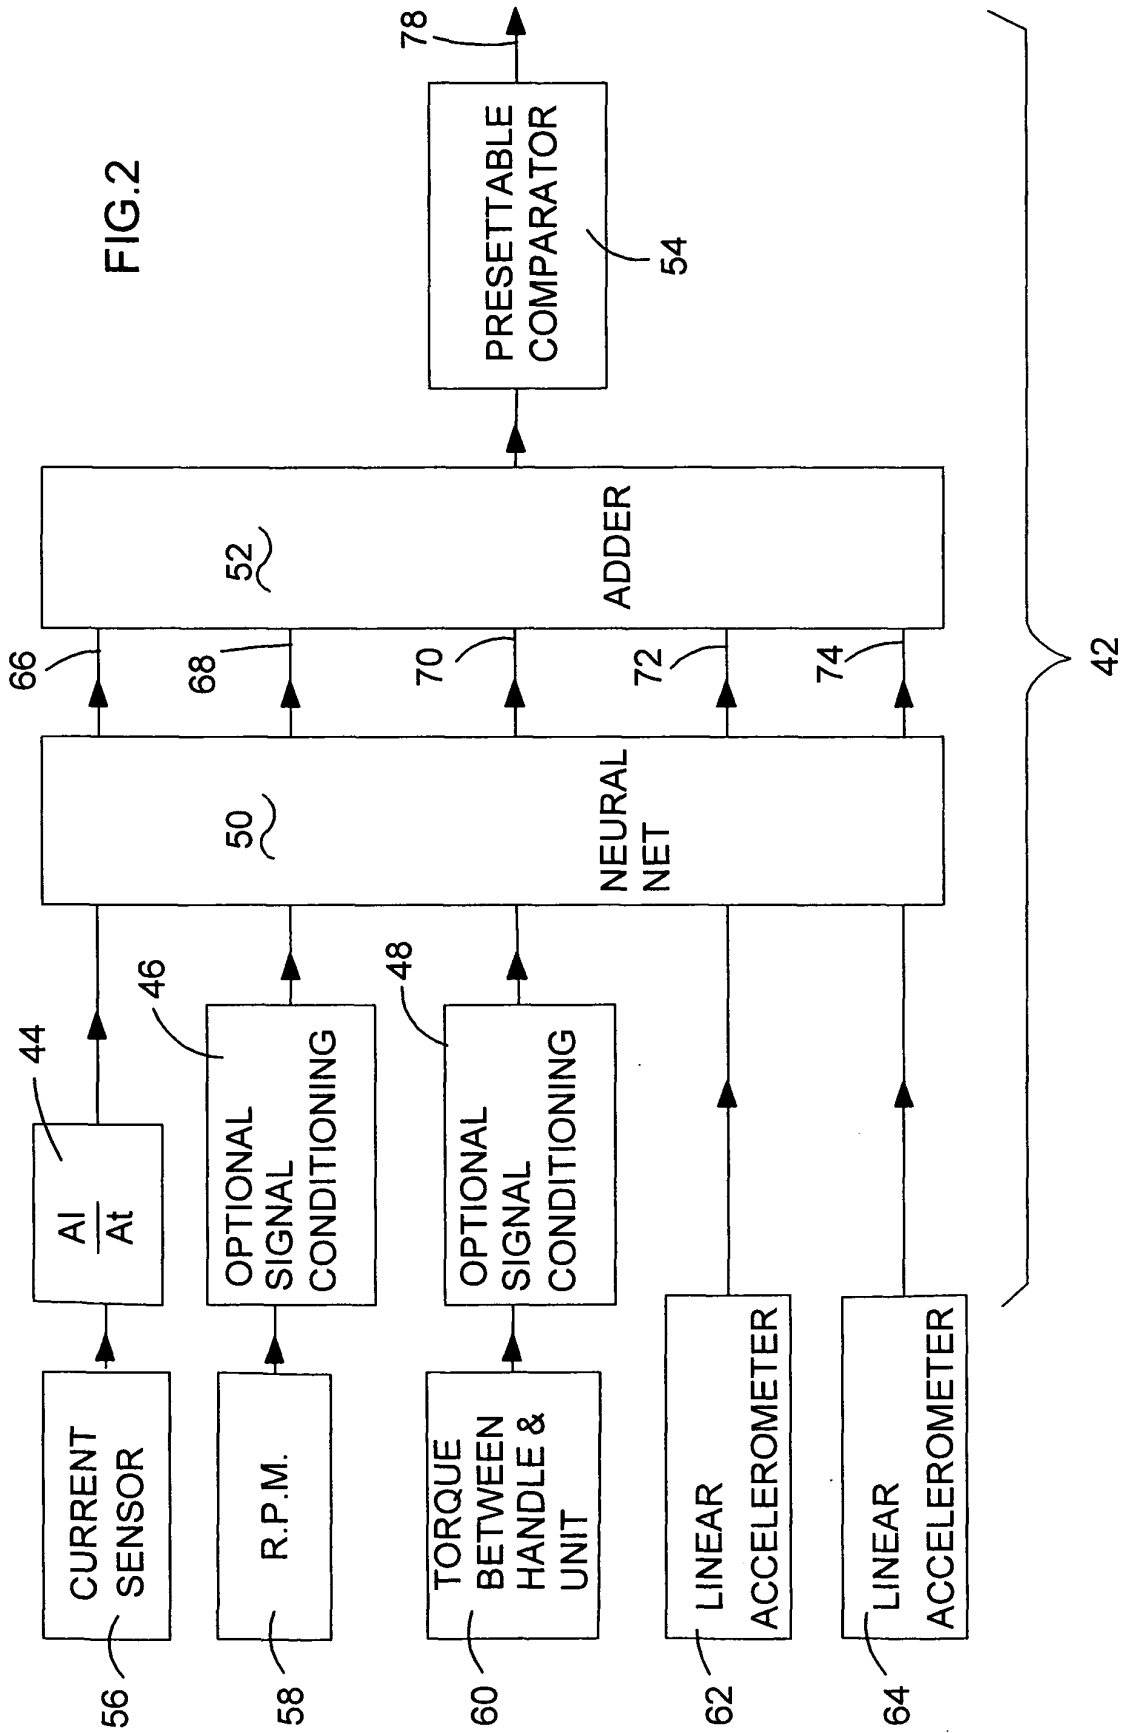 FIG.2
56
CURRENT
SENSOR
44
AI
At
58
R.P.M.
46
OPTIONAL
SIGNAL
CONDITIONING
60
TORQUE
BETWEEN
HANDLE &
UNIT
48
OPTIONAL
SIGNAL
CONDITIONING
62
LINEAR
ACCELEROMETER
64
LINEAR
ACCELEROMETER
50
NEURAL
NET
66
68
70
72
74
52
ADDER
PRESETTABLE
COMPARATOR
54
78
42